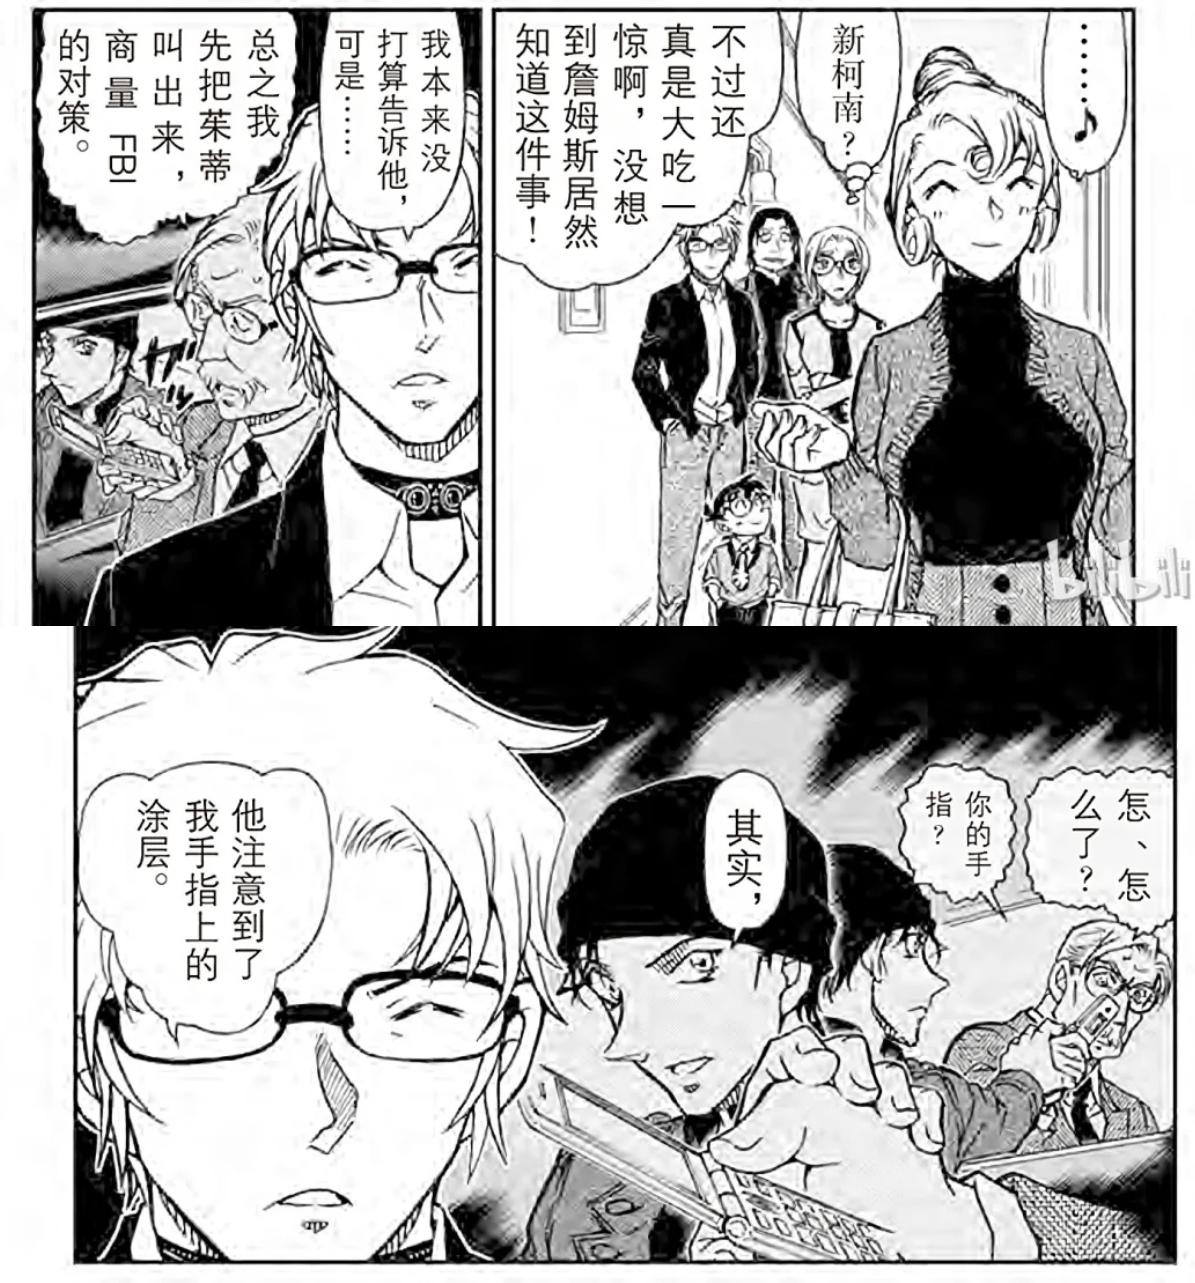 ……♪
新柯南？
不过还
真是大吃一
惊啊，没想
到詹姆斯居然
知道这件事！
我本来没
打算告诉他，
可是……
总之我
先把茱蒂
叫出来，
商量 FBI
的对策。
ガッ
bilibili
怎、怎
么了？
你的手
指？
其实，
他注意到了
我手指上的
涂层。